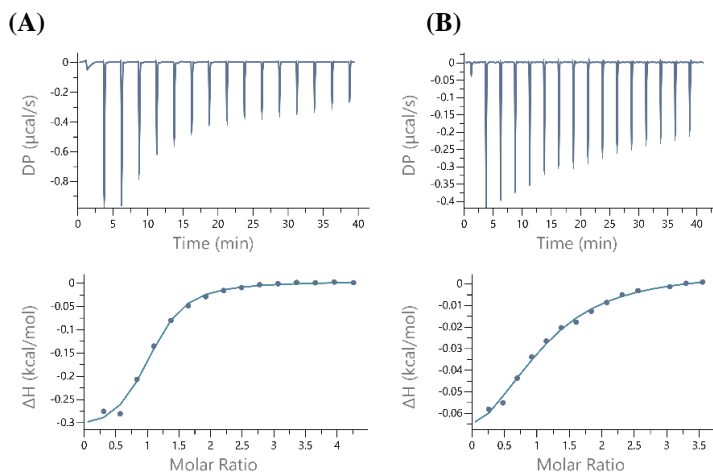 (A)
(B)
0
-0.2
-0.4
-0.6
-0.8
DP (µcal/s)
0 5 10 15 20 25 30 35 40
Time (min)
0
-0.05
-0.1
-0.15
-0.2
-0.25
-0.3
-0.35
-0.4
DP (µcal/s)
0 5 10 15 20 25 30 35 40
Time (min)
0
-0.05
-0.1
-0.15
-0.2
-0.25
-0.3
ΔH (kcal/mol)
0 0.5 1 1.5 2 2.5 3 3.5 4
Molar Ratio
0
-0.01
-0.02
-0.03
-0.04
-0.05
-0.06
ΔH (kcal/mol)
0 0.5 1 1.5 2 2.5 3 3.5
Molar Ratio